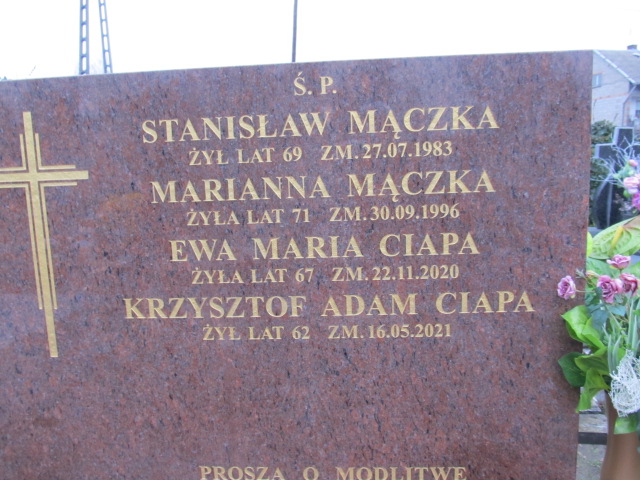 Ś. P.
STANISŁAW MĄCZKA
ŻYŁ LAT 69 ZM. 27.07.1983
MARIANNA MĄCZKA
ŻYŁA LAT 71 ZM. 30.09.1996
EWA MARIA CIAPA
ŻYŁA LAT 67 ZM. 22.11.2020
KRZYSZTOF ADAM CIAPA
ŻYŁ LAT 62 ZM. 16.05.2021
PROSZĄ O MODLITWĘ